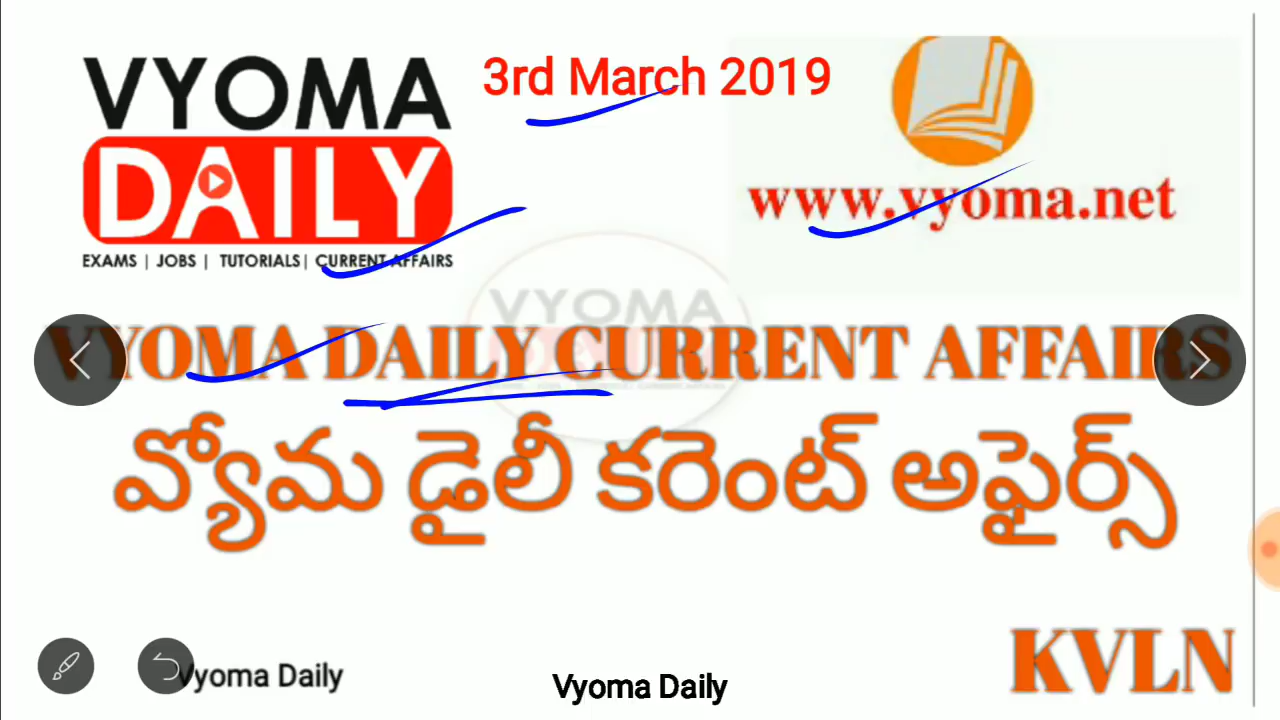 VYOMA
DAILY
EXAMS | JOBS | TUTORIALS| CURRENT AFFAIRS
3rd March 2019
www.vyoma.net
VYOMA
VYOMA DAILY CURRENT AFFAIRS
వ్యోమ డైలీ కరెంట్ అఫైర్స్
KVLN
Vyoma Daily
Vyoma Daily